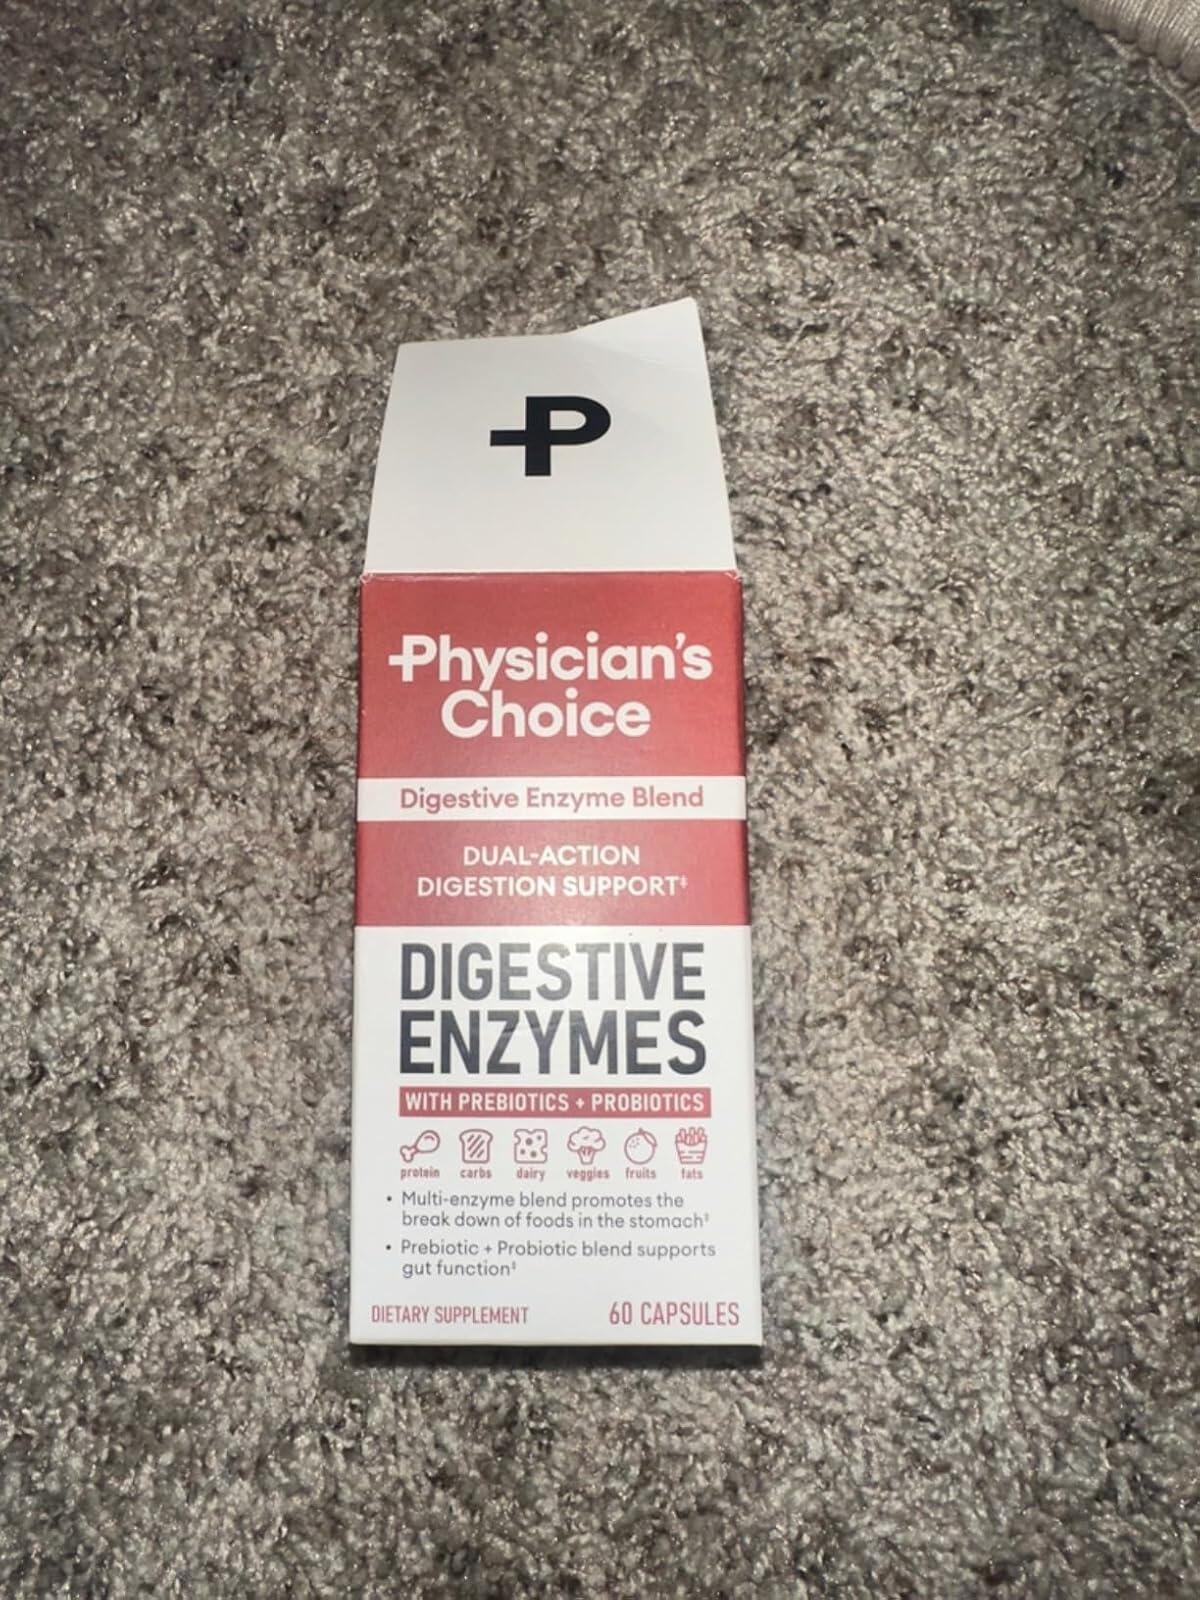 P
Physician's
Choice
Digestive Enzyme Blend
DUAL-ACTION
DIGESTION SUPPORT‡
DIGESTIVE
ENZYMES
WITH PREBIOTICS + PROBIOTICS
protein carbs dairy veggies fruits fats
• Multi-enzyme blend promotes the
break down of foods in the stomach‡
• Prebiotic + Probiotic blend supports
gut function‡
DIETARY SUPPLEMENT 60 CAPSULES